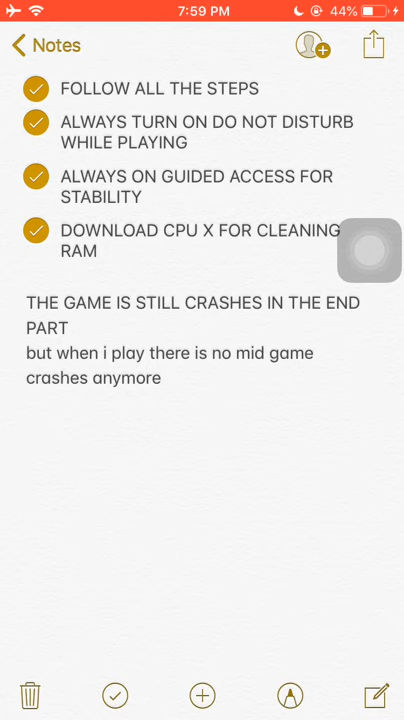 7:59 PM
44%
Notes
FOLLOW ALL THE STEPS
ALWAYS TURN ON DO NOT DISTURB
WHILE PLAYING
ALWAYS ON GUIDED ACCESS FOR
STABILITY
DOWNLOAD CPU X FOR CLEANING
RAM
THE GAME IS STILL CRASHES IN THE END
PART
but when i play there is no mid game
crashes anymore